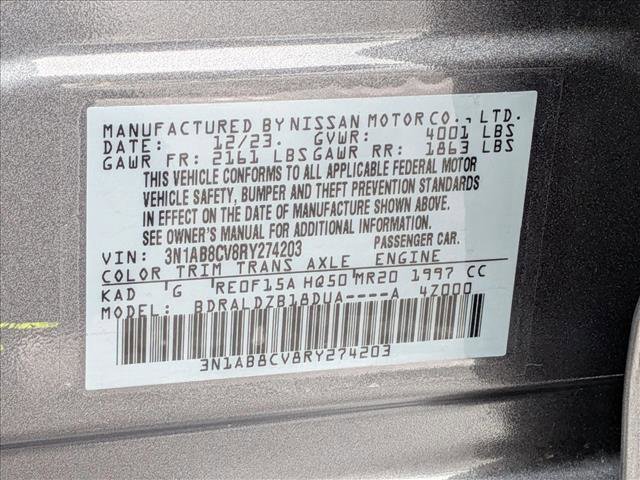 MANUFACTURED BY NISSAN MOTOR CO., LTD.
DATE: 12/23. GVWR: 4001 LBS
GAWR FR: 2161 LBS GAWR RR: 1863 LBS
THIS VEHICLE CONFORMS TO ALL APPLICABLE FEDERAL MOTOR
VEHICLE SAFETY, BUMPER AND THEFT PREVENTION STANDARDS
IN EFFECT ON THE DATE OF MANUFACTURE SHOWN ABOVE.
SEE OWNER'S MANUAL FOR ADDITIONAL INFORMATION.
VIN: 3N1AB8CV8RY274203 PASSENGER CAR.
COLOR TRIM TRANS AXLE ENGINE
KAD 'G 'RE0F15A HQ50 MR20 1997 CC
MODEL: BDRALDZB18DUA----A 4Z000
3N1AB8CV8RY274203